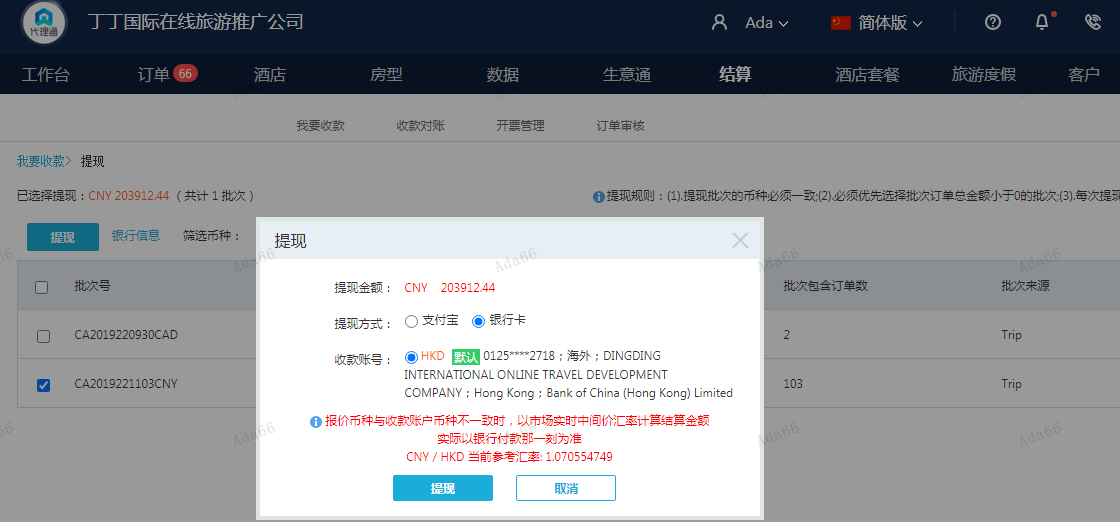 代理通
丁丁国际在线旅游推广公司
Ada
简体版
工作台 订单 66 酒店 房型 数据 生意通 结算 酒店套餐 旅游度假 客户
我要收款 收款对账 开票管理 订单审核
我要收款> 提现
已选择提现：CNY 203912.44 （共计 1 批次）
提现规则：(1).提现批次的币种必须一致;(2).必须优先选择批次订单总金额小于0的批次;(3).每次提现
提现 银行信息 筛选币种：
批次号 批次包含订单数 批次来源
CA2019220930CAD 2 Trip
CA2019221103CNY 103 Trip
提现
提现金额： CNY 203912.44
提现方式： 支付宝 银行卡
收款账号： HKD 默认 0125****2718；海外；DINGDING
INTERNATIONAL ONLINE TRAVEL DEVELOPMENT
COMPANY；Hong Kong；Bank of China (Hong Kong) Limited
报价币种与收款账户币种不一致时，以市场实时中间价汇率计算结算金额
实际以银行付款那一刻为准
CNY / HKD 当前参考汇率: 1.070554749
提现 取消
Ada66
Ada66
Ada66
Ada66
Ada66
Ada66